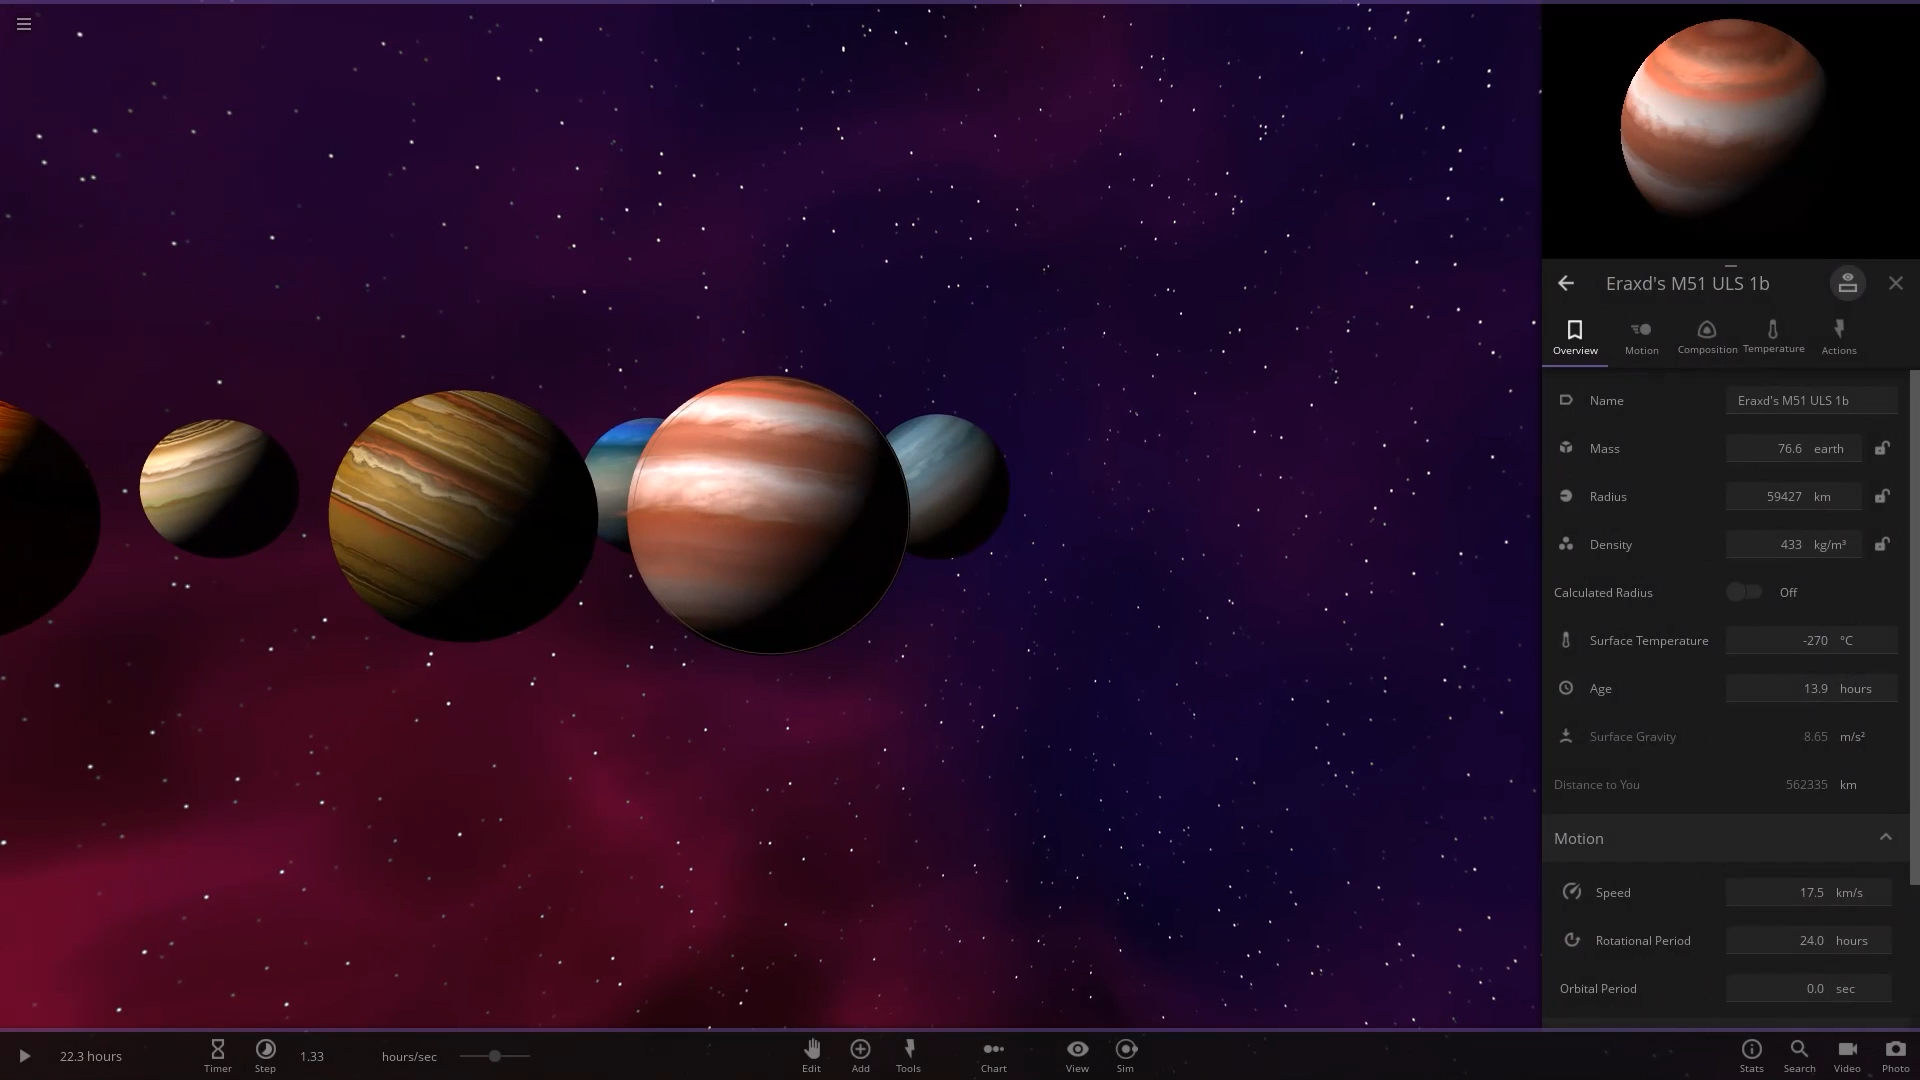 Eraxd's M51 ULS 1b
Overview Motion Composition Temperature Actions
Name Eraxd's M51 ULS 1b
Mass 76.6 earth
Radius 59427 km
Density 433 kg/m³
Calculated Radius Off
Surface Temperature -270 °C
Age 13.9 hours
Surface Gravity 8.65 m/s²
Distance to You 562335 km
Motion
Speed 17.5 km/s
Rotational Period 24.0 hours
Orbital Period 0.0 sec
22.3 hours Timer Step 1.33 hours/sec Edit Add Tools Chart View Sim Stats Search Video Photo